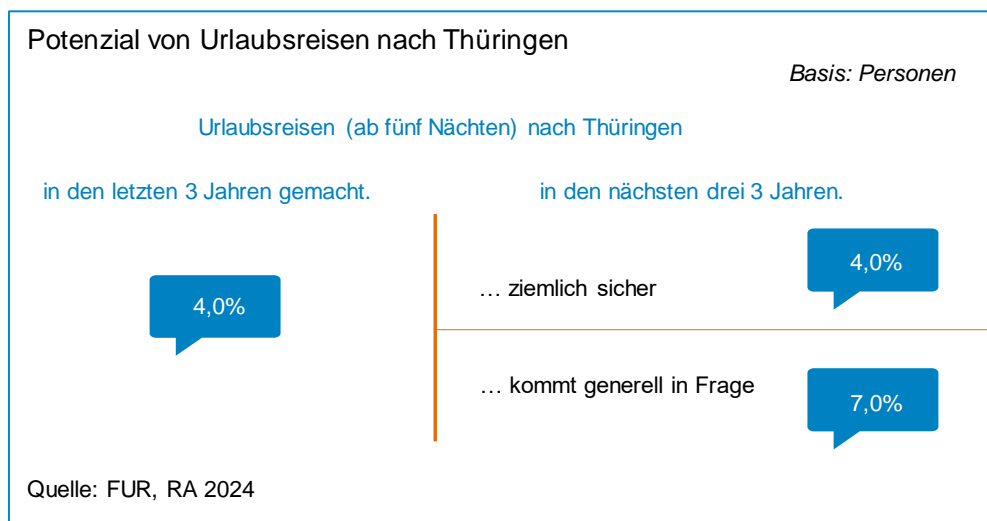 Potenzial von Urlaubsreisen nach Thüringen
Basis: Personen
Urlaubsreisen (ab fünf Nächten) nach Thüringen
in den letzten 3 Jahren gemacht.
in den nächsten drei 3 Jahren.
4,0%
… ziemlich sicher
4,0%
… kommt generell in Frage
7,0%
Quelle: FUR, RA 2024